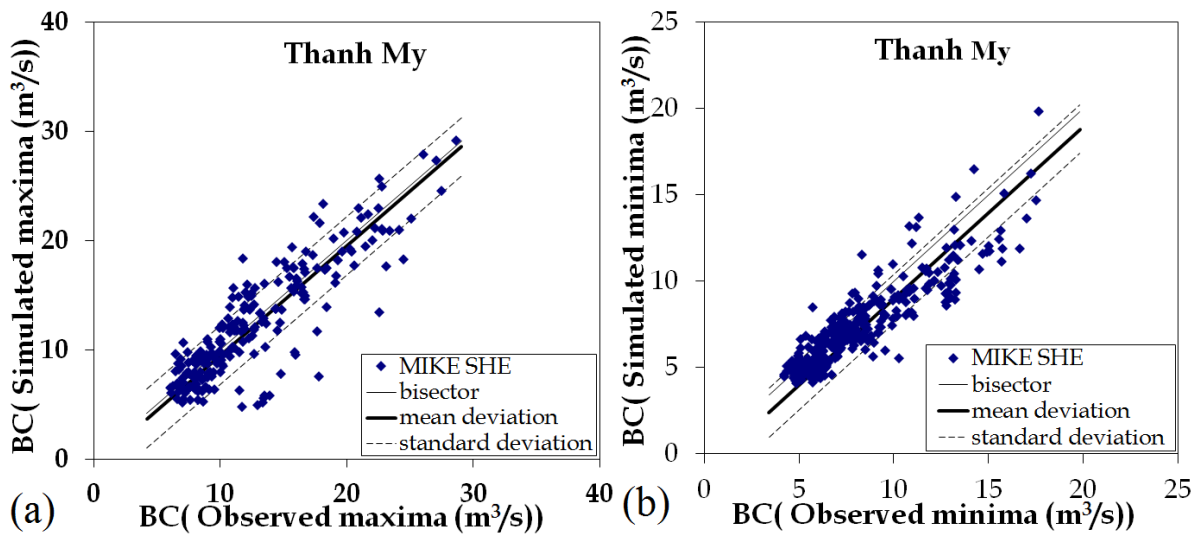 Thanh My
BC( Simulated maxima (m³/s))
40
30
20
10
0
MIKE SHE
bisector
mean deviation
standard deviation
0 10 20 30 40
BC( Observed maxima (m³/s))
(a)
Thanh My
BC( Simulated minima (m³/s))
25
20
15
10
5
0
MIKE SHE
bisector
mean deviation
standard deviation
0 5 10 15 20 25
BC( Observed minima (m³/s))
(b)